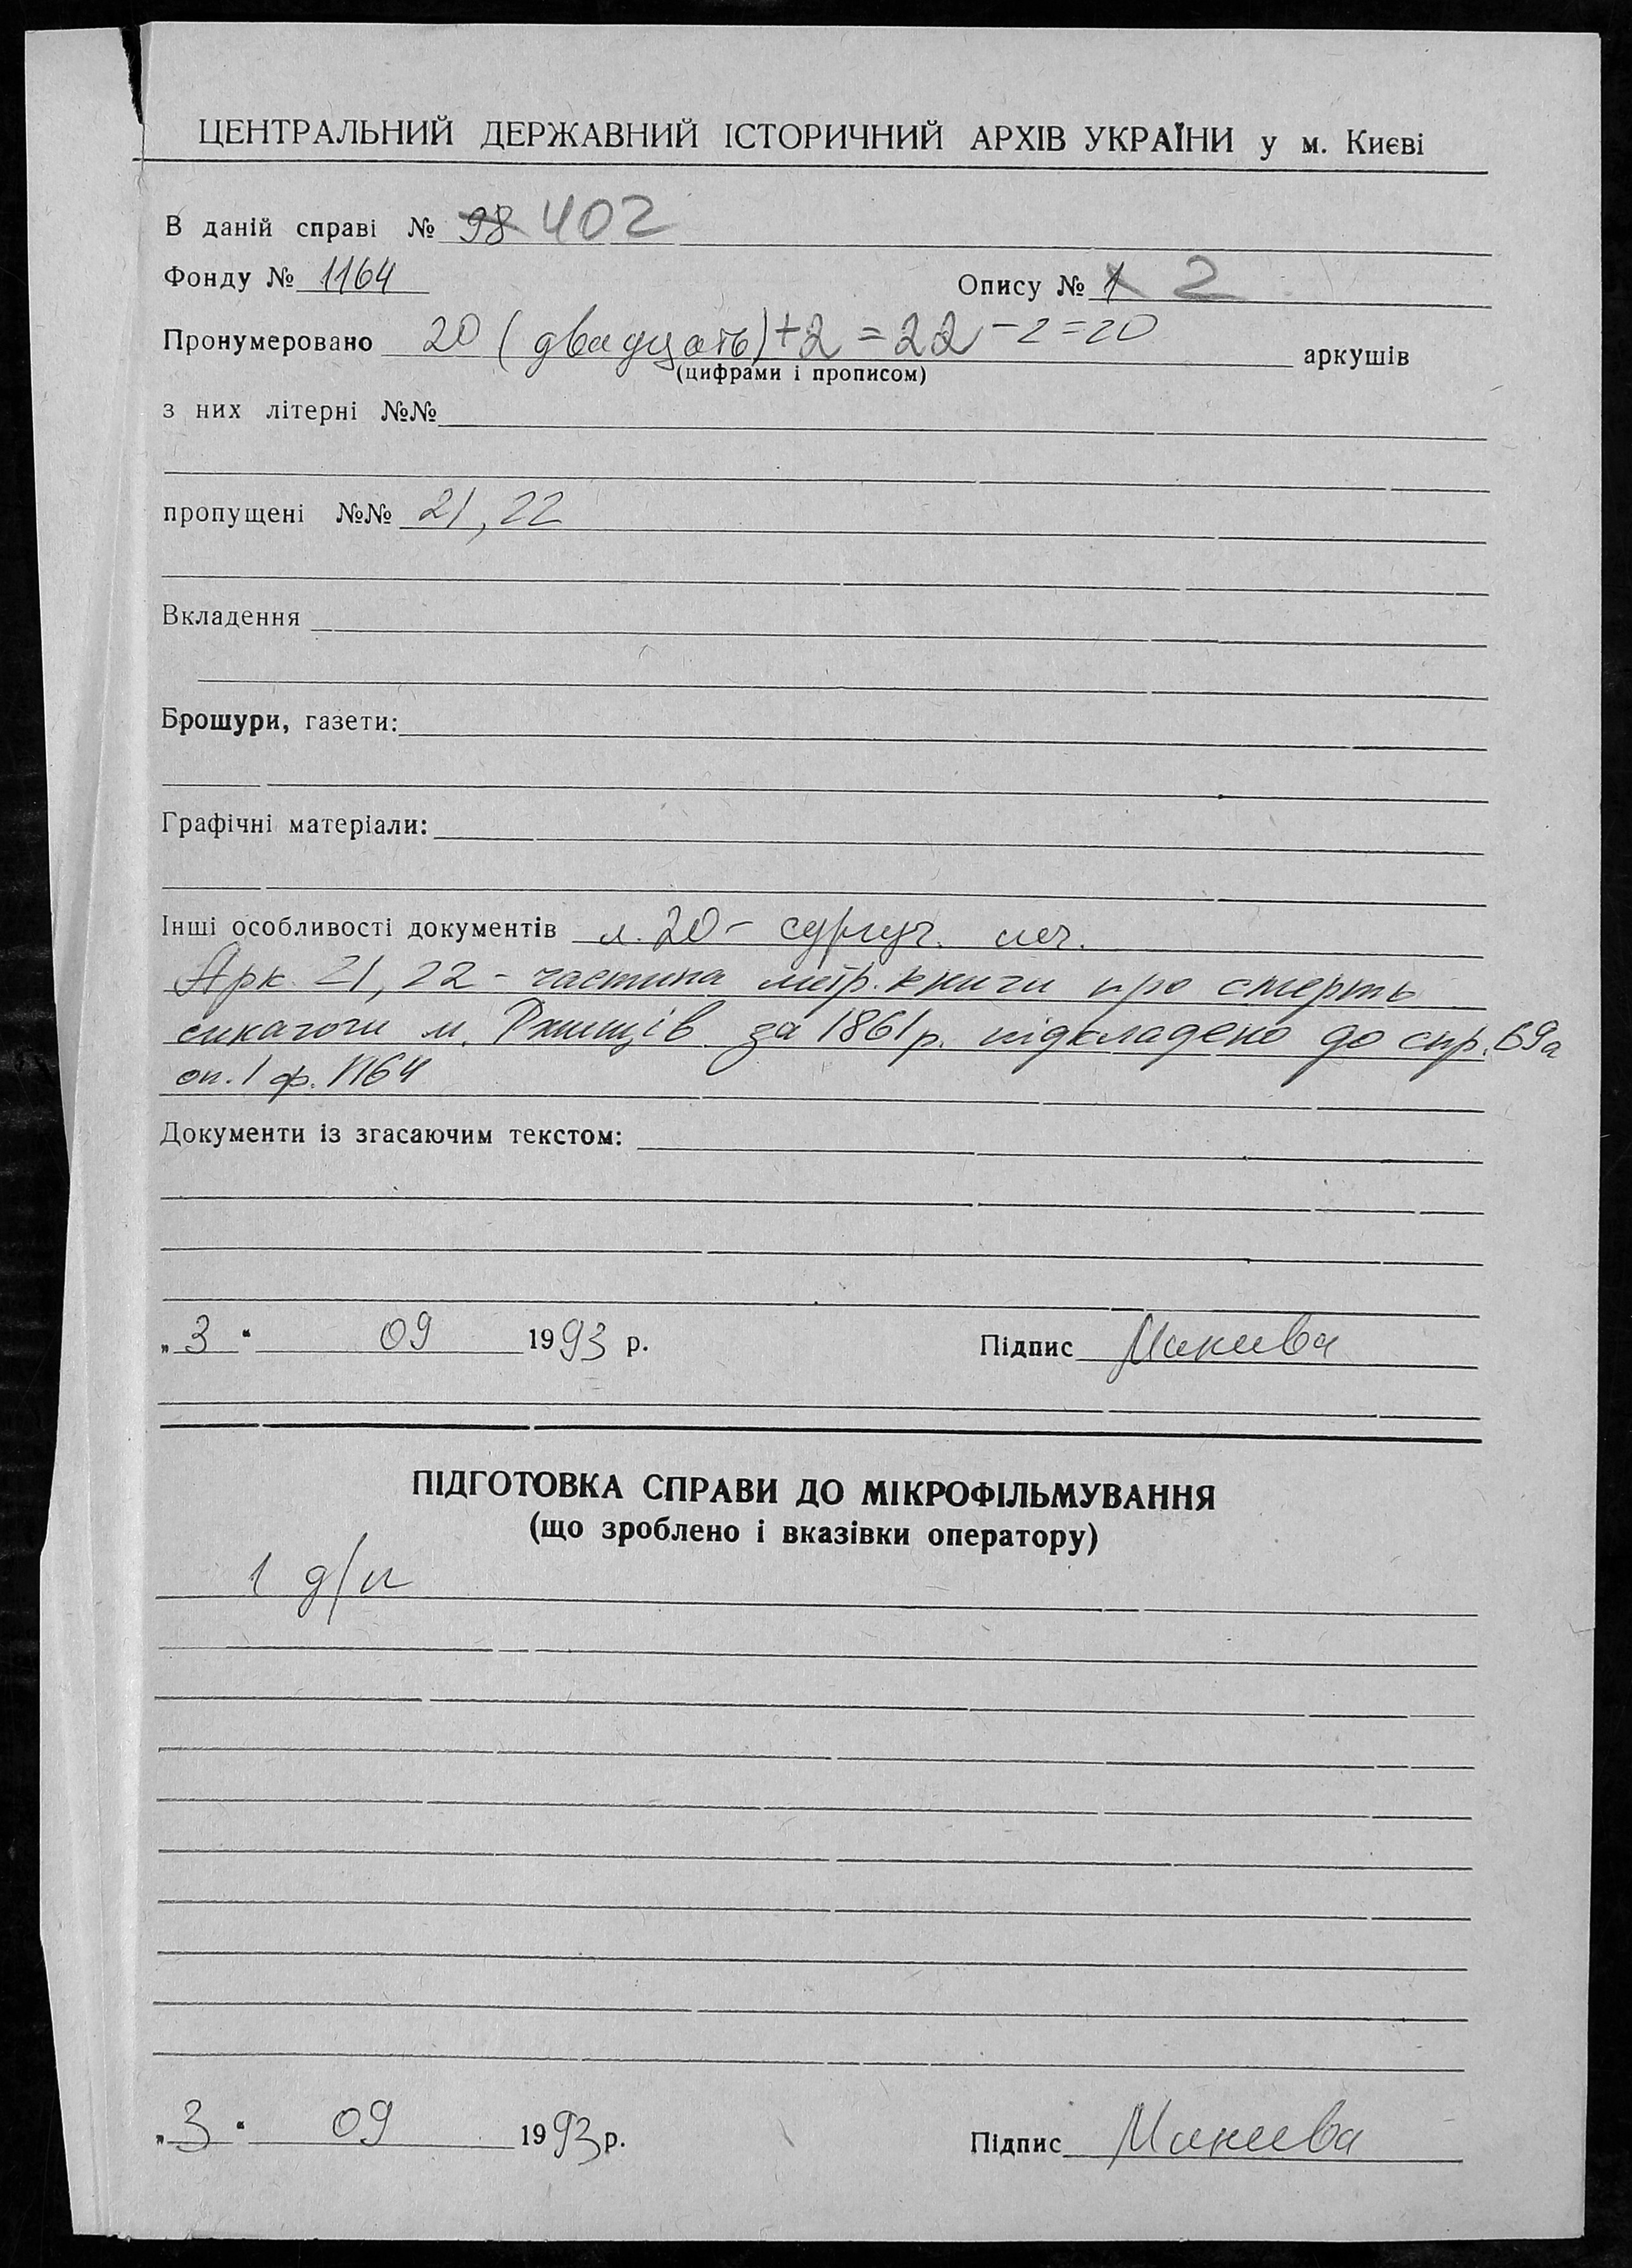 ЦЕНТРАЛЬНИЙ ДЕРЖАВНИЙ ІСТОРИЧНИЙ АРХІВ УКРАЇНИ у м. Києві
В даній справі № 98 402
Фонду № 1164 Опису № 1 2
Пронумеровано 20 (двадцать) +2 = 22 - 2 = 20 аркушів
(цифрами і прописом)
з них літерні №№
пропущені №№ 21, 22
Вкладення
Брошури, газети:
Графічні матеріали:
Інші особливості документів л. 20 - сургуч. печ.
Арк. 21, 22 - частина метр. книги про смерть
синагоги м. Ржищів за 1861 р. підкладено до спр. 69а
оп. 1 ф. 1164
Документи із згасаючим текстом:
„ 3 “ 09 1993 р. Підпис
ПІДГОТОВКА СПРАВИ ДО МІКРОФІЛЬМУВАННЯ
(що зроблено і вказівки оператору)
1 д/п
„ 3 “ 09 1993 р. Підпис